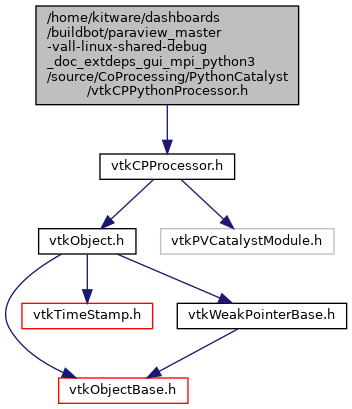 /home/kitware/dashboards
/buildbot/paraview_master
-vall-linux-shared-debug
_doc_extdeps_gui_mpi_python3
/source/CoProcessing/PythonCatalyst
/vtkCPPythonProcessor.h
vtkCPProcessor.h
vtkObject.h
vtkPVCatalystModule.h
vtkTimeStamp.h
vtkWeakPointerBase.h
vtkObjectBase.h